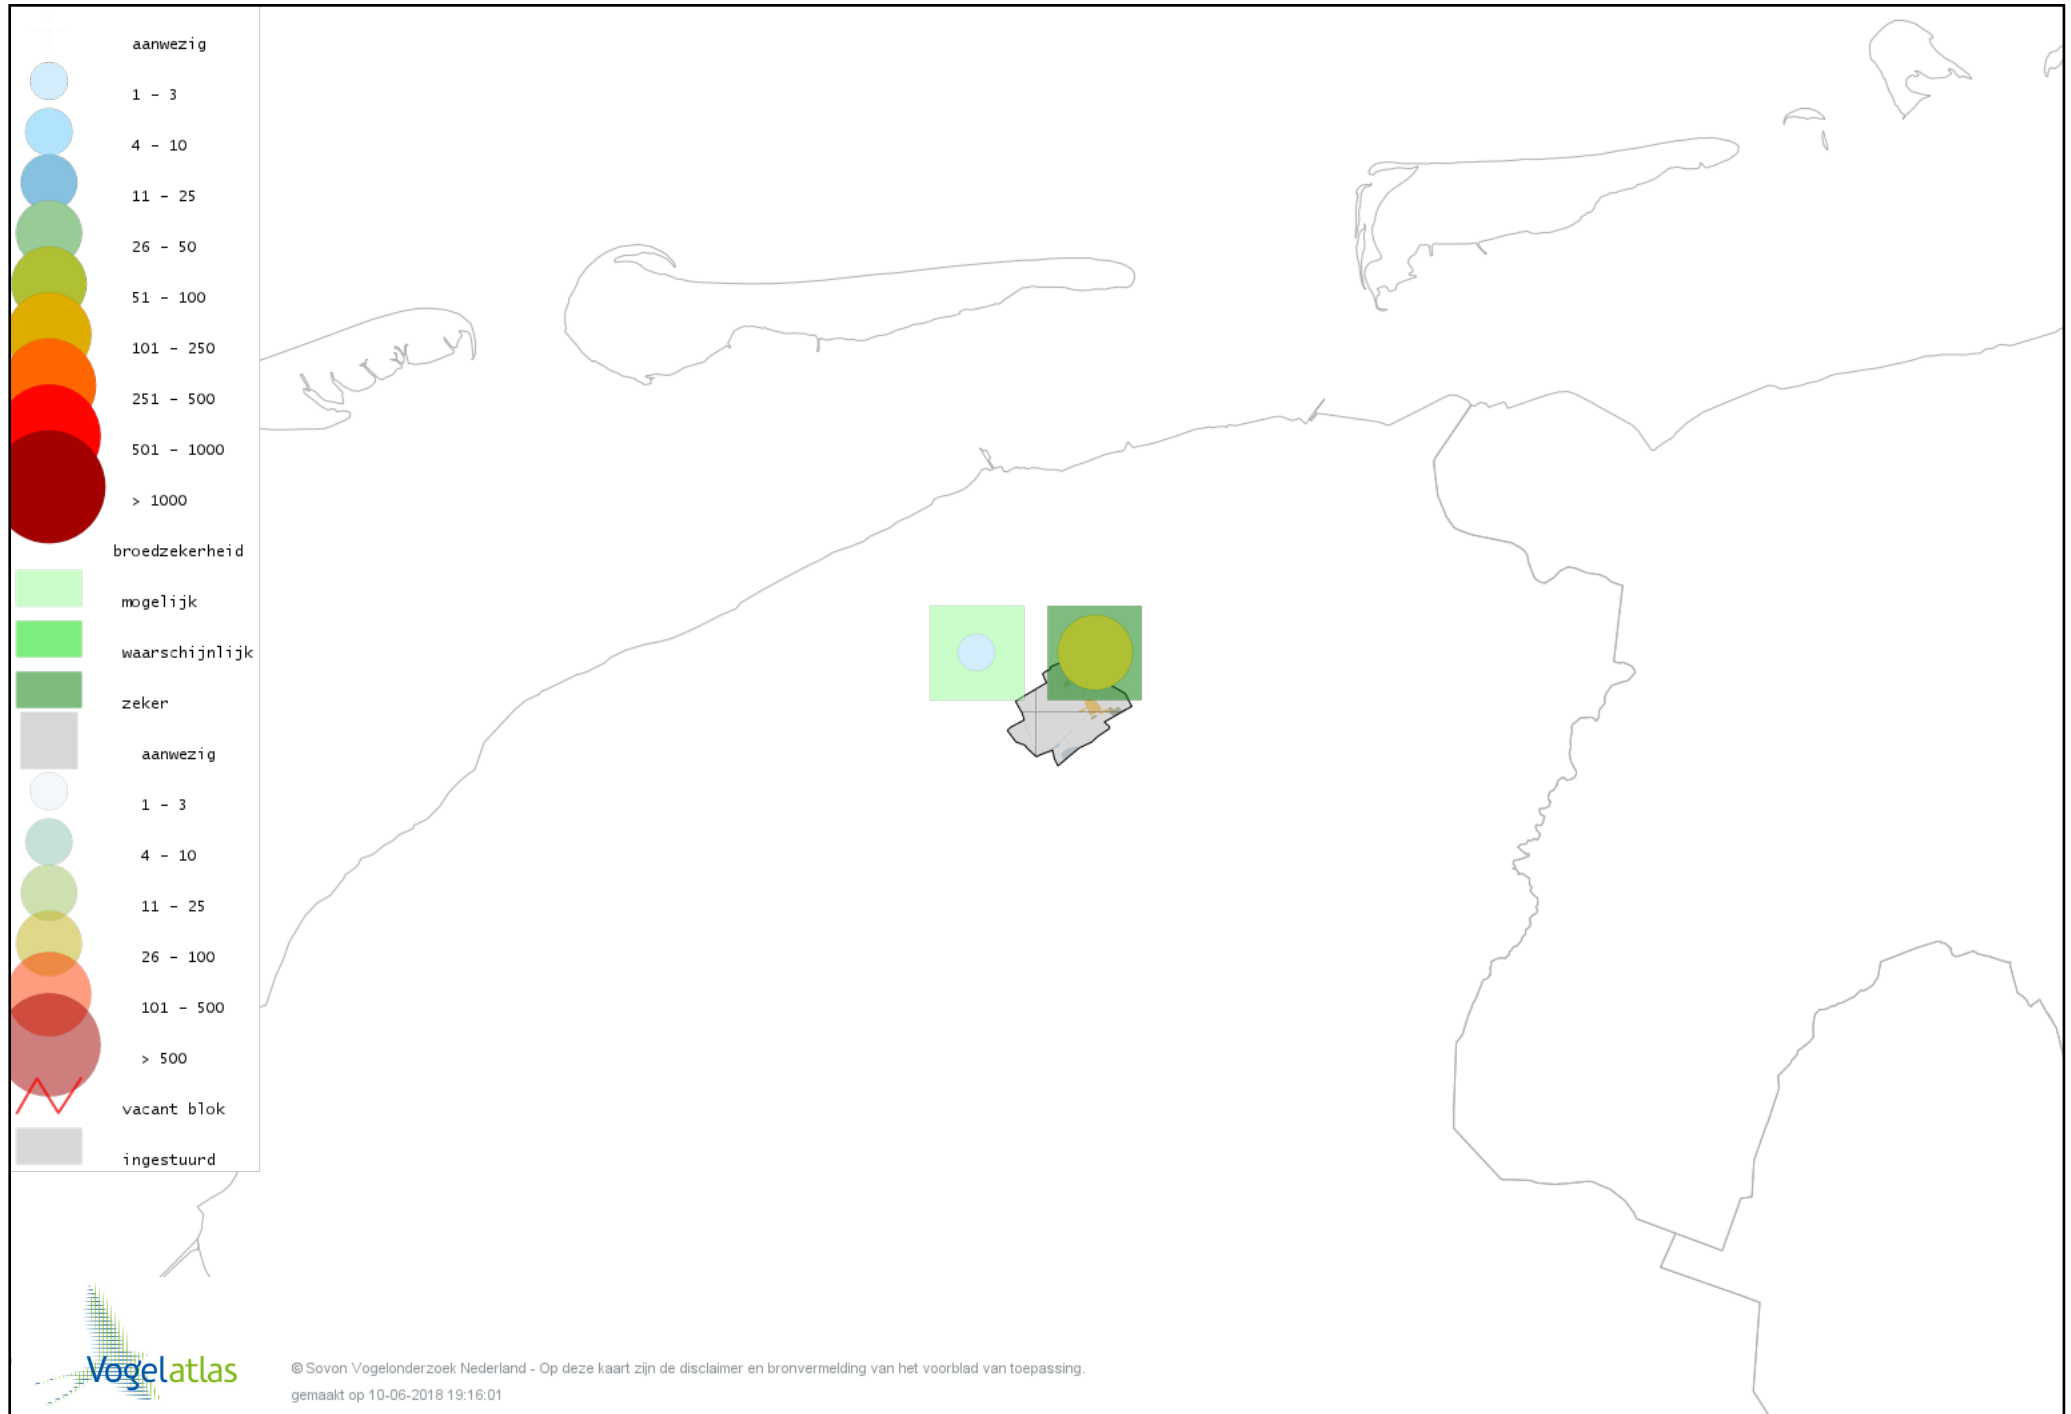 aanwezig
1 - 3
4 - 10
11 - 25
26 - 50
51 - 100
101 - 250
251 - 500
501 - 1000
> 1000
broedzekerheid
mogelijk
waarschijnlijk
zeker
aanwezig
1 - 3
4 - 10
11 - 25
26 - 100
101 - 500
> 500
vacant blok
ingestuurd
Vogelatlas
© Sovon Vogelonderzoek Nederland - Op deze kaart zijn de disclaimer en bronvermelding van het voorblad van toepassing.
gemaakt op 10-06-2018 19:16:01